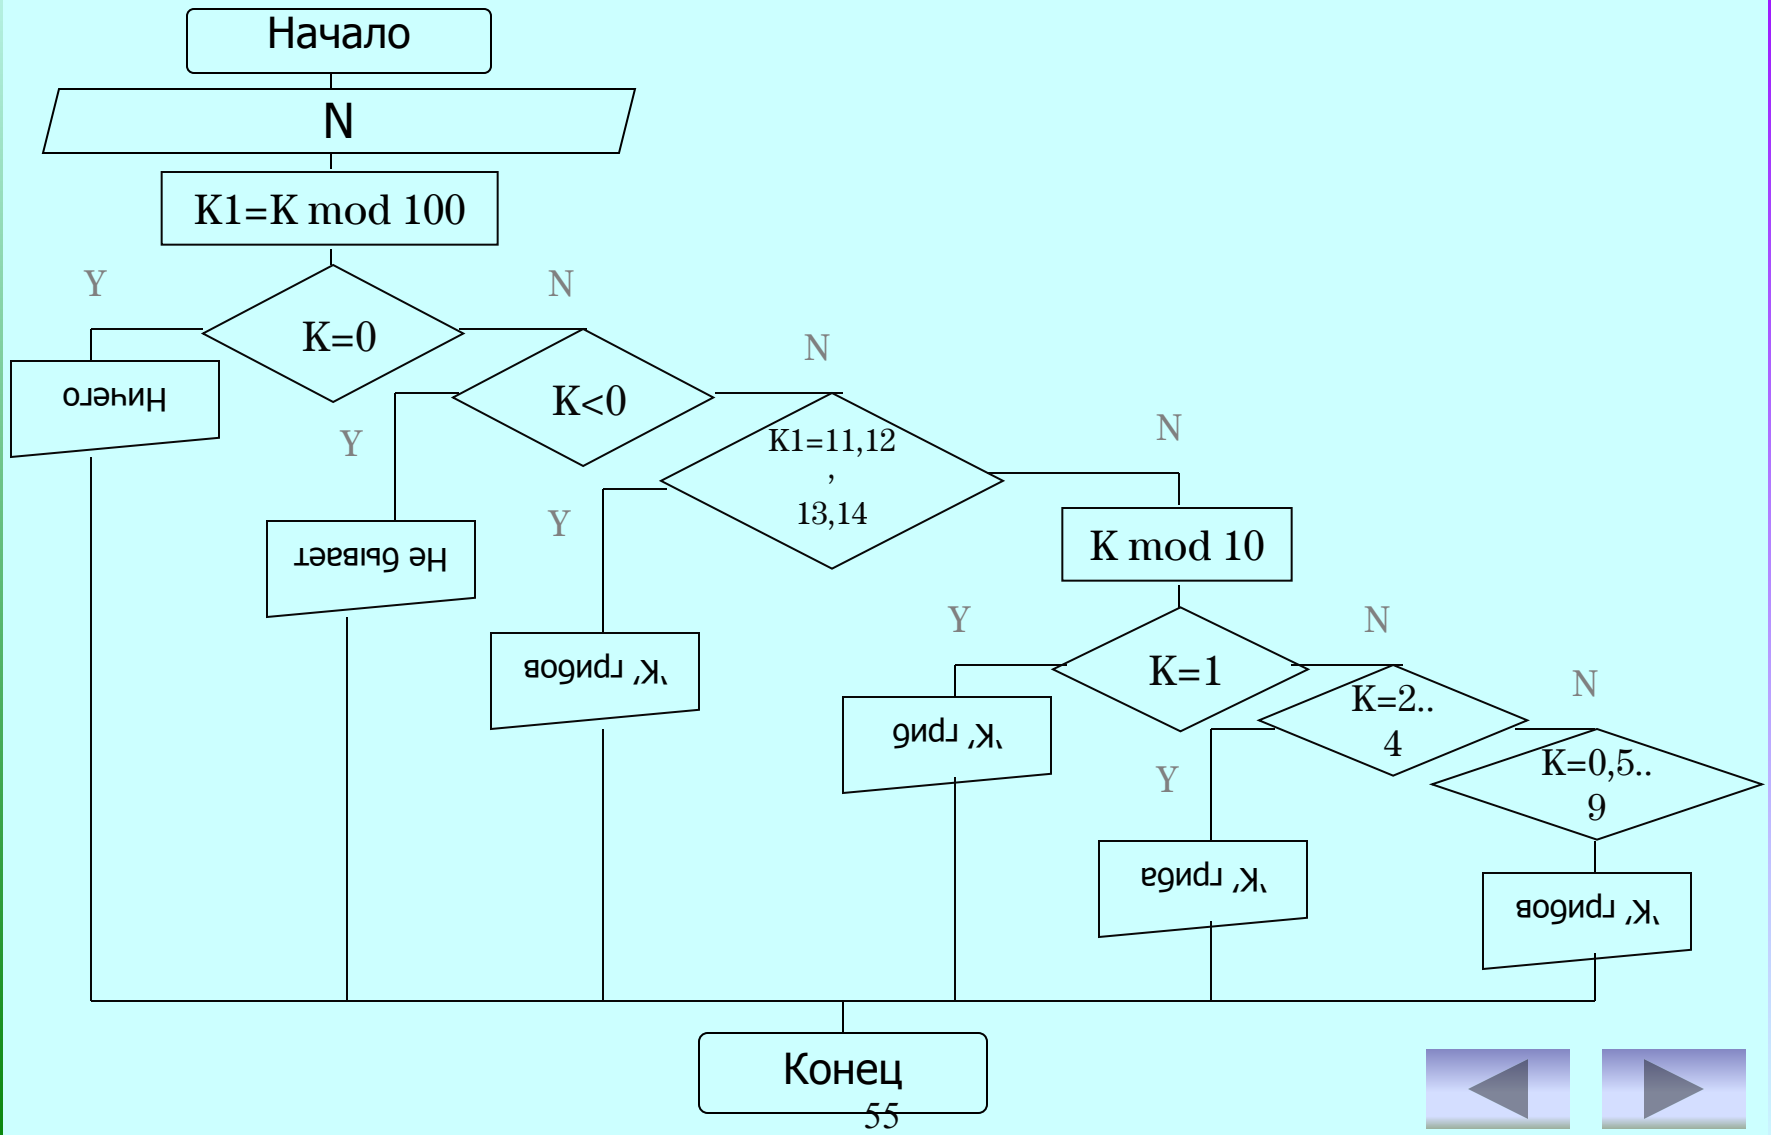 Начало
N
K1=K mod 100
Y
N
K=0
N
Ничего
K<0
Y
K1=11,12
,
13,14
N
Y
Не бывает
K mod 10
'K' грибов
Y
N
K=1
K=2..
4
N
'K' гриб
Y
K=0,5..
9
'K' гриба
'K' грибов
Конец
55